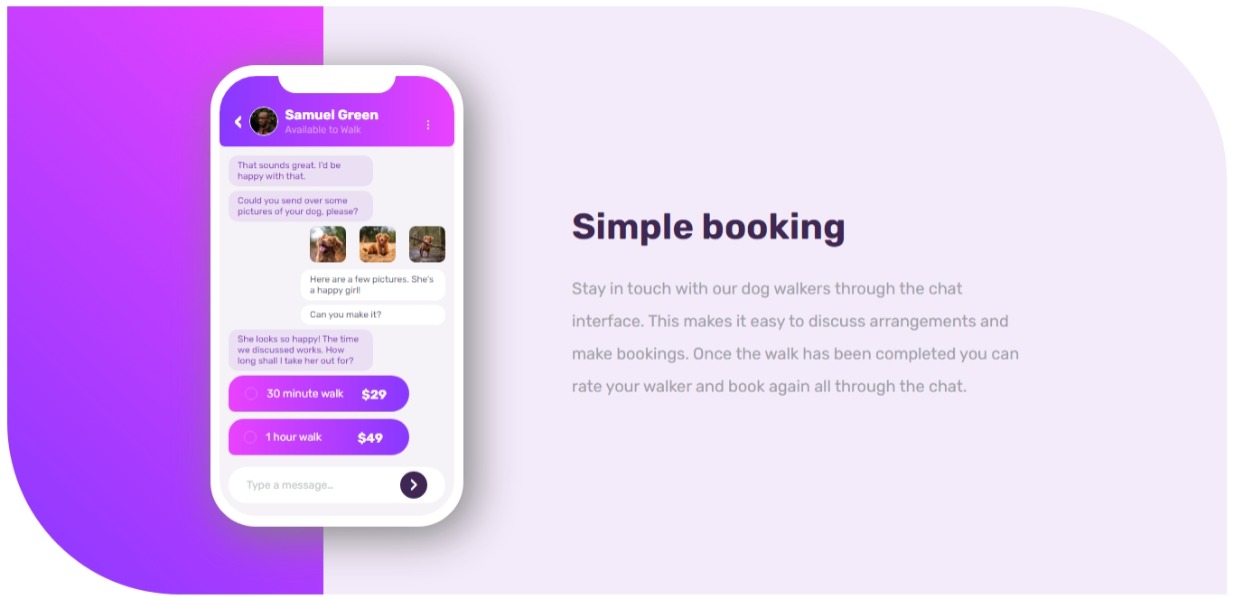 Samuel Green
Available to Walk
That sounds great. I'd be
happy with that.
Could you send over some
pictures of your dog, please?
Here are a few pictures. She's
a happy girl!
Can you make it?
She looks so happy! The time
we discussed works. How
long shall I take her out for?
30 minute walk $29
1 hour walk $49
Type a message…
Simple booking
Stay in touch with our dog walkers through the chat
interface. This makes it easy to discuss arrangements and
make bookings. Once the walk has been completed you can
rate your walker and book again all through the chat.